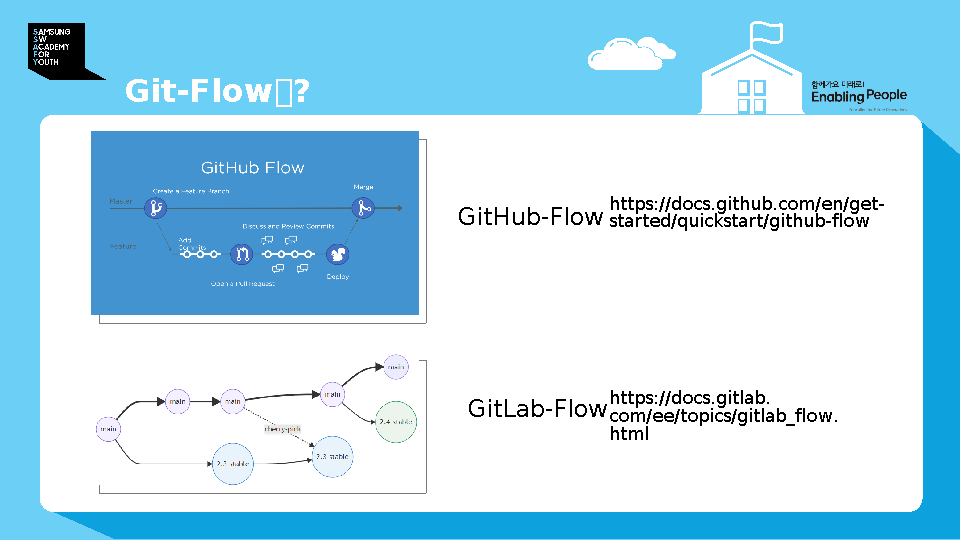 SAMSUNG
SW
ACADEMY
FOR
YOUTH
Git-Flow?
함께가요 미래로!
Enabling People
GitHub Flow
Create a Feature Branch
Merge
Master
Discuss and Review Commits
Add
Commits
Feature
Deploy
Open a Pull Request
GitHub-Flow
https://docs.github.com/en/get-
started/quickstart/github-flow
main
main
main
main
main
cherry-pick
2.4 stable
2.3 stable
2.3 stable
GitLab-Flow
https://docs.gitlab.
com/ee/topics/gitlab_flow.
html